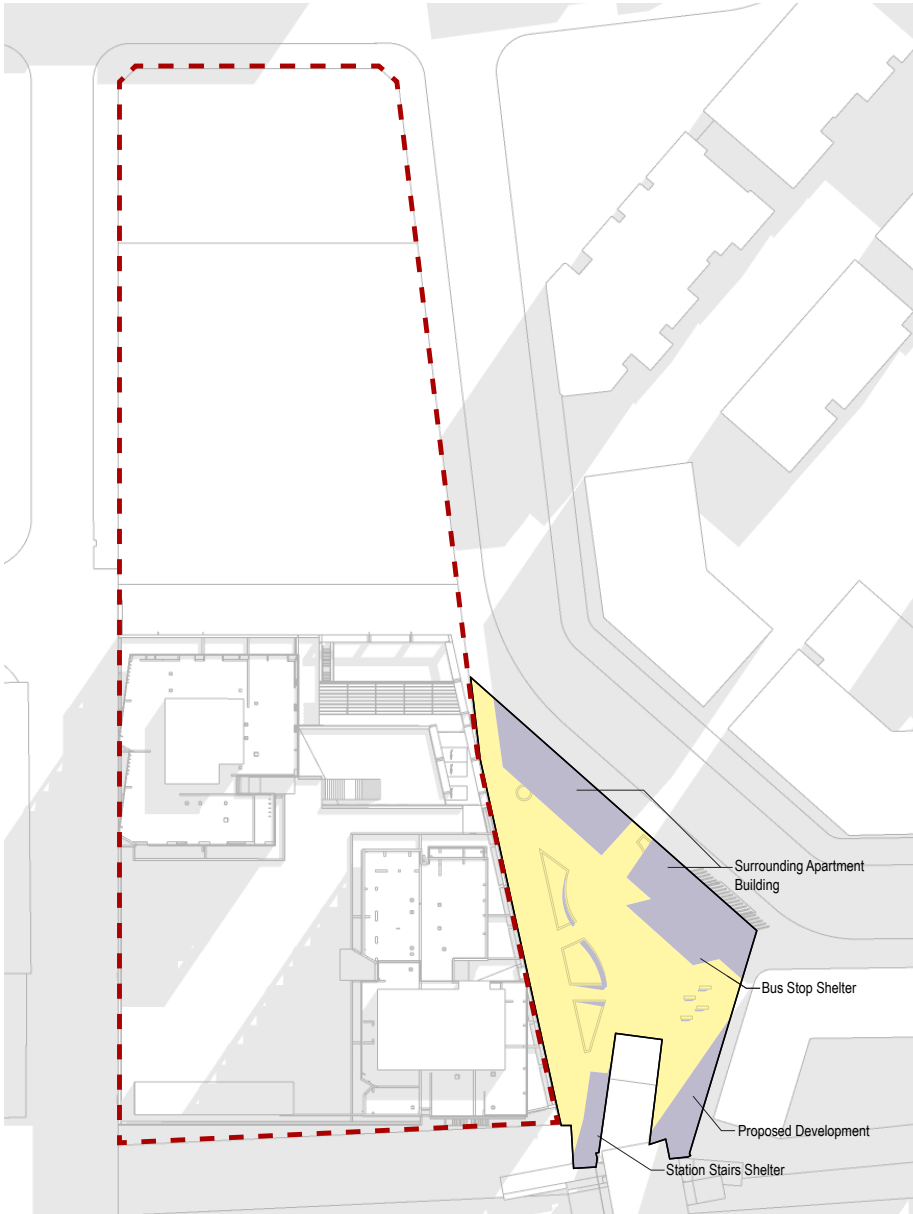 Surrounding Apartment
Building
Bus Stop Shelter
Proposed Development
Station Stairs Shelter